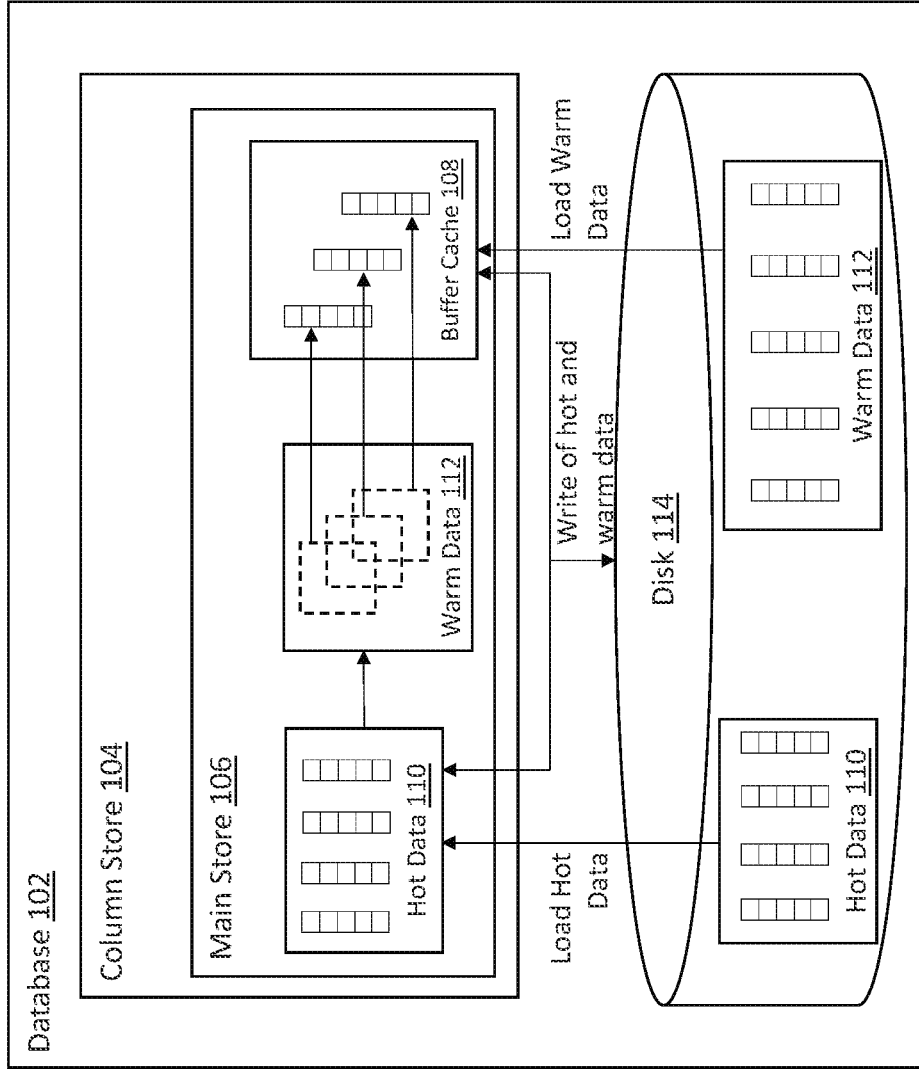 Database 102
Column Store 104
Main Store 106
Hot Data 110
Warm Data 112
Buffer Cache 108
Load Hot
Data
Write of hot and
warm data
Load Warm
Data
Disk 114
Hot Data 110
Warm Data 112